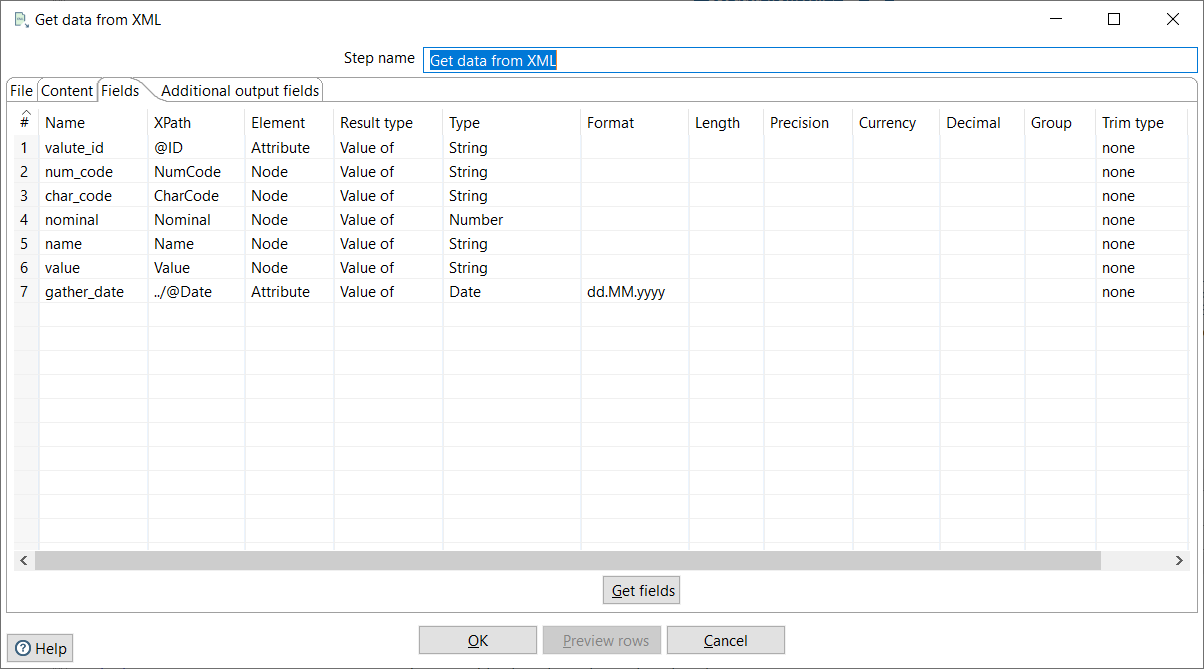 Get data from XML
Step name Get data from XML
File Content Fields Additional output fields
# Name XPath Element Result type Type Format Length Precision Currency Decimal Group Trim type
1 valute_id @ID Attribute Value of String none
2 num_code NumCode Node Value of String none
3 char_code CharCode Node Value of String none
4 nominal Nominal Node Value of Number none
5 name Name Node Value of String none
6 value Value Node Value of String none
7 gather_date ../@Date Attribute Value of Date dd.MM.yyyy none
Get fields
Help OK Preview rows Cancel